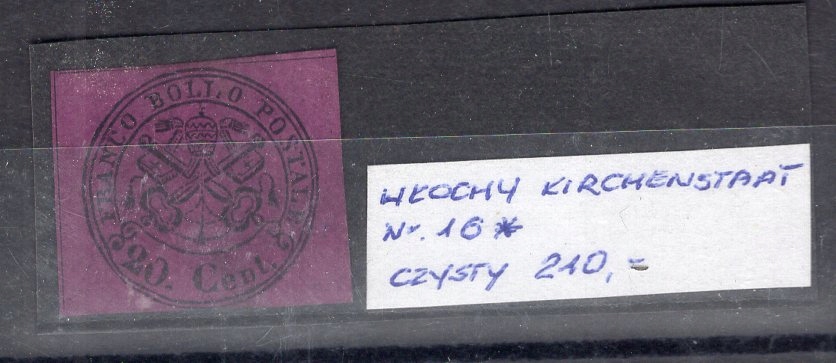 FRANCO BOLLO POSTALE
20. Cent.
WŁOCHY KIRCHENSTAAT
Nr. 16 *
CZYSTY 210,-